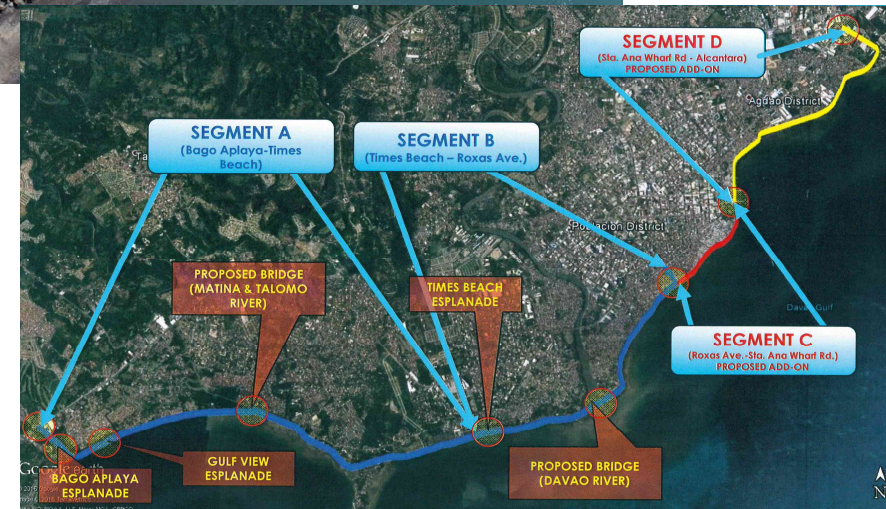 SEGMENT D
(Sta. Ana Wharf Rd - Alcantara)
PROPOSED ADD-ON
Agdao District
SEGMENT A
(Bago Aplaya-Times
Beach)
SEGMENT B
(Times Beach – Roxas Ave.)
Ta
Poblacion District
PROPOSED BRIDGE
(MATINA & TALOMO
RIVER)
TIMES BEACH
ESPLANADE
Davao Gulf
SEGMENT C
(Roxas Ave.-Sta. Ana Wharf Rd.)
PROPOSED ADD-ON
Google earth
BAGO APLAYA
ESPLANADE
GULF VIEW
ESPLANADE
PROPOSED BRIDGE
(DAVAO RIVER)
N